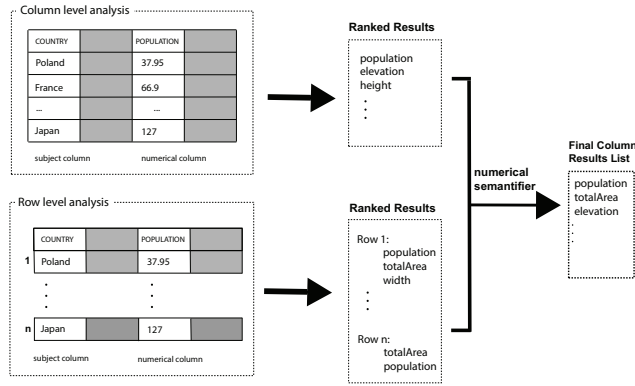 Column level analysis
COUNTRY POPULATION
Poland 37.95
France 66.9
... ...
Japan 127
subject column numerical column
Ranked Results
population
elevation
height
.
.
.
Row level analysis
COUNTRY POPULATION
1 Poland 37.95
. .
. .
. .
n Japan 127
subject column numerical column
Ranked Results
Row 1:
population
totalArea
width
.
.
.
Row n:
totalArea
population
numerical
semantifier
Final Column
Results List
population
totalArea
elevation
.
.
.